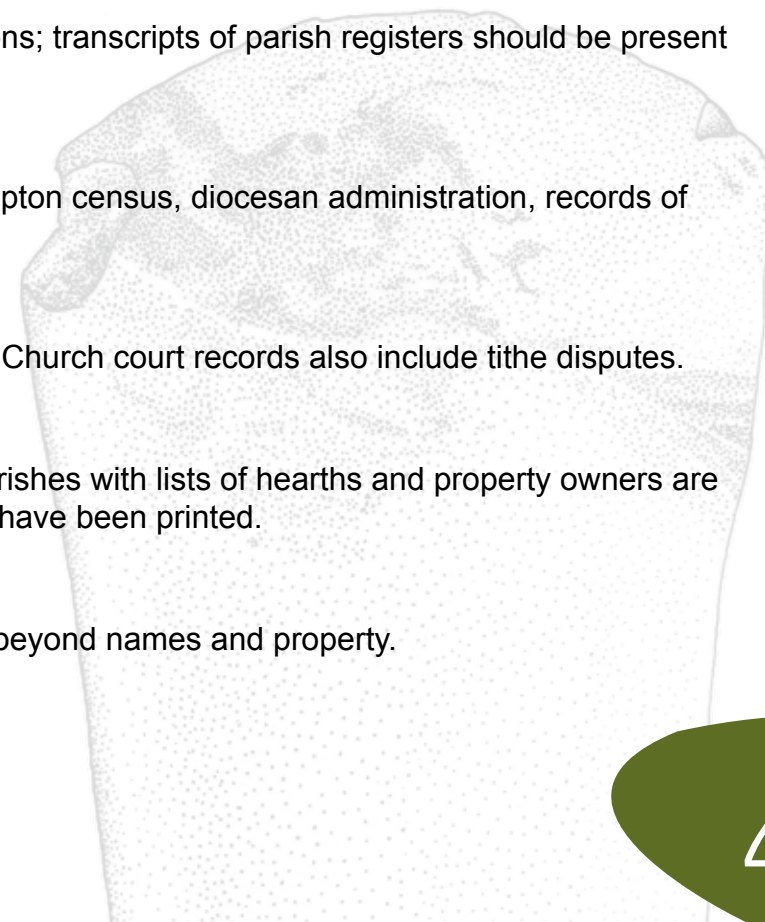 ons; transcripts of parish registers should be present
pton census, diocesan administration, records of
Church court records also include tithe disputes.
rishes with lists of hearths and property owners are
have been printed.
beyond names and property.